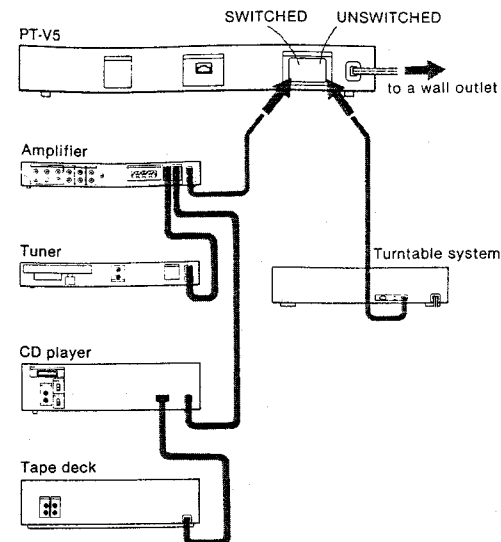 SWITCHED UNSWITCHED
PT-V5
to a wall outlet
Amplifier
Tuner
Turntable system
CD player
Tape deck